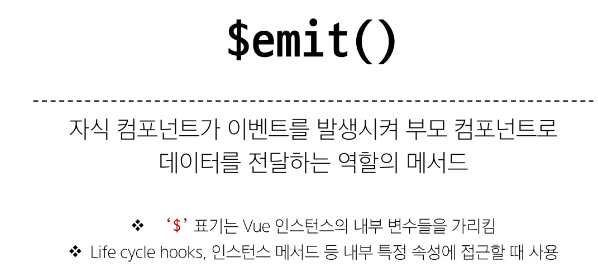 $emit()
자식 컴포넌트가 이벤트를 발생시켜 부모 컴포넌트로
데이터를 전달하는 역할의 메서드
❖ ‘$’ 표기는 Vue 인스턴스의 내부 변수들을 가리킴
❖ Life cycle hooks, 인스턴스 메서드 등 내부 특정 속성에 접근할 때 사용